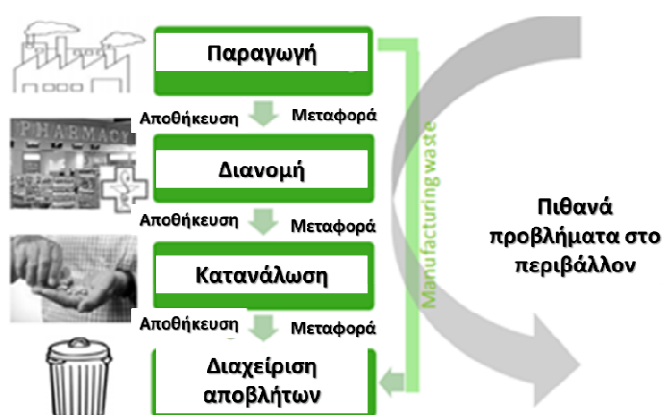 Παραγωγή
Αποθήκευση
Μεταφορά
PHARMACY
Διανομή
Αποθήκευση
Μεταφορά
Κατανάλωση
Αποθήκευση
Μεταφορά
Διαχείριση
αποβλήτων
Manufacturing waste
Πιθανά
προβλήματα στο
περιβάλλον